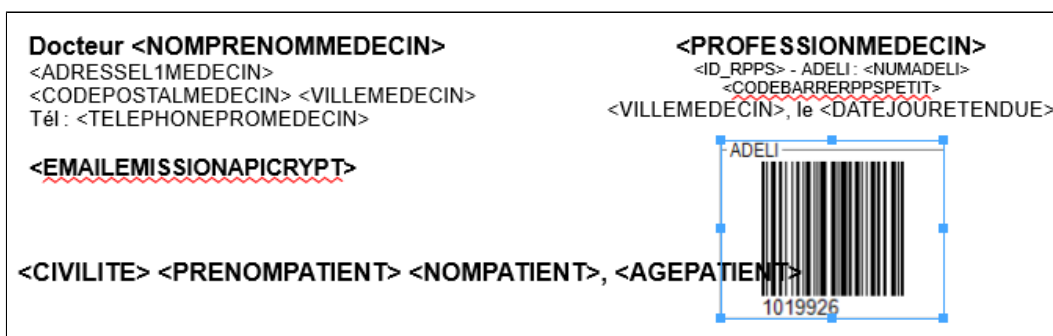 Docteur <NOMPRENOMMEDECIN>
<ADRESSEL1MEDECIN>
<CODEPOSTALMEDECIN> <VILLEMEDECIN>
Tél : <TELEPHONEPROMEDECIN>
<EMAILEMISSIONAPICRYPT>
<PROFESSIONMEDECIN>
<ID_RPPS> - ADELI : <NUMADELI>
<CODEBARRERPPSPETIT>
<VILLEMEDECIN>, le <DATEJOURETENDUE>
ADELI
1019926
<CIVILITE> <PRENOMPATIENT> <NOMPATIENT>, <AGEPATIENT>